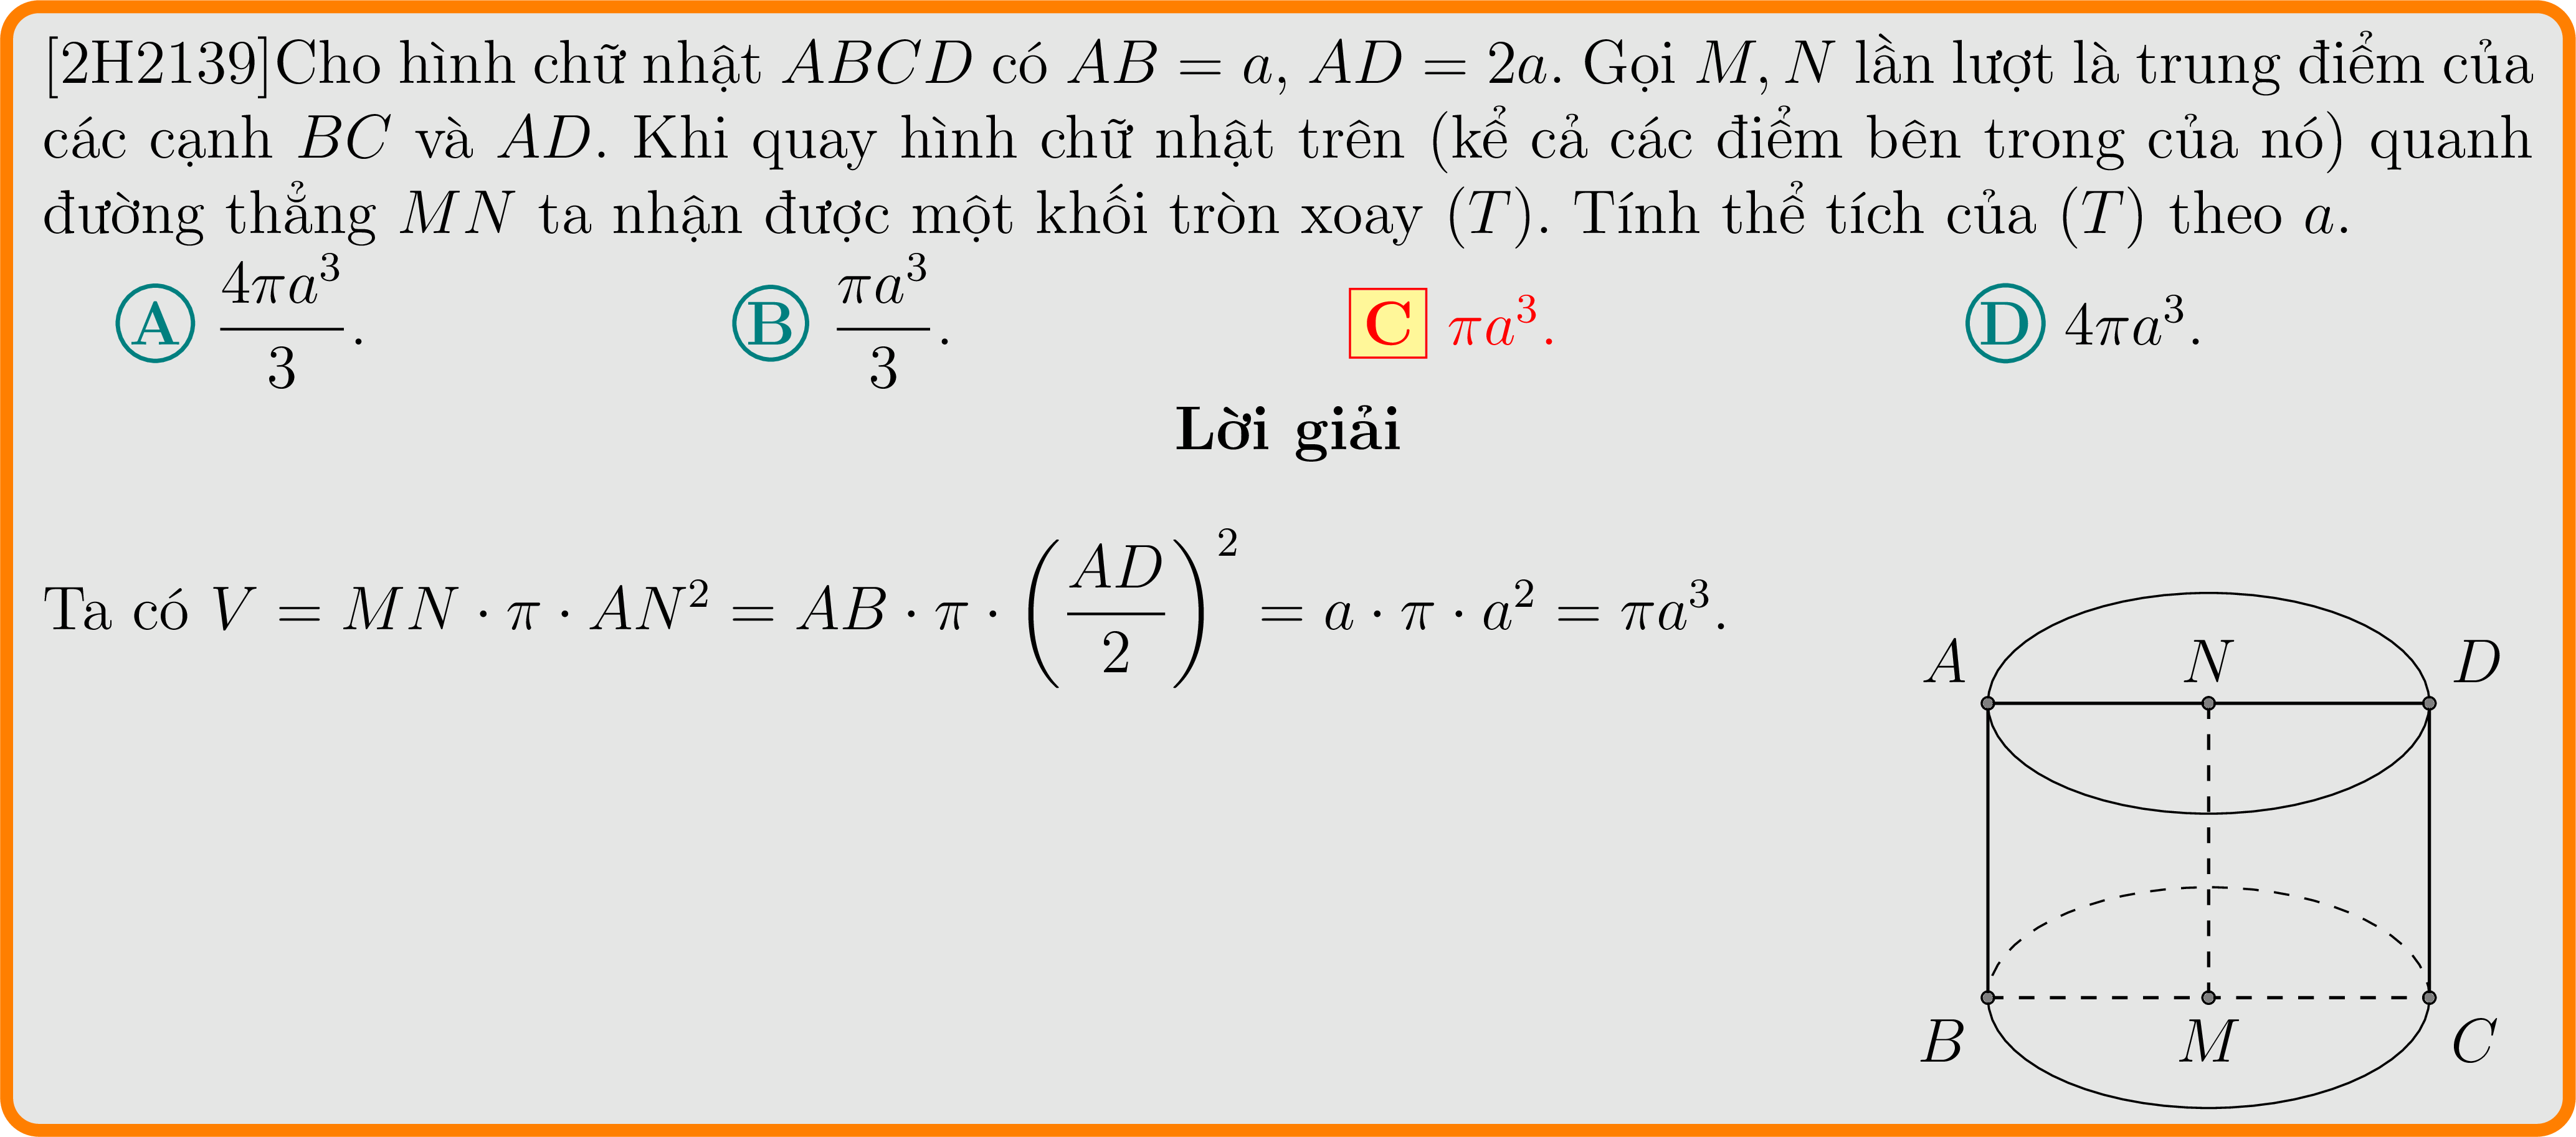 [2H2139]Cho hình chữ nhật ABCD có AB = a, AD = 2a. Gọi M, N lần lượt là trung điểm của
các cạnh BC và AD. Khi quay hình chữ nhật trên (kể cả các điểm bên trong của nó) quanh
đường thẳng MN ta nhận được một khối tròn xoay (T). Tính thể tích của (T) theo a.
A $\frac{4\pi a^3}{3}$. B $\frac{\pi a^3}{3}$. C $\pi a^3$. D $4\pi a^3$.
Lời giải
Ta có $V = MN \cdot \pi \cdot AN^2 = AB \cdot \pi \cdot \left(\frac{AD}{2}\right)^2 = a \cdot \pi \cdot a^2 = \pi a^3$.
A N D
B M C